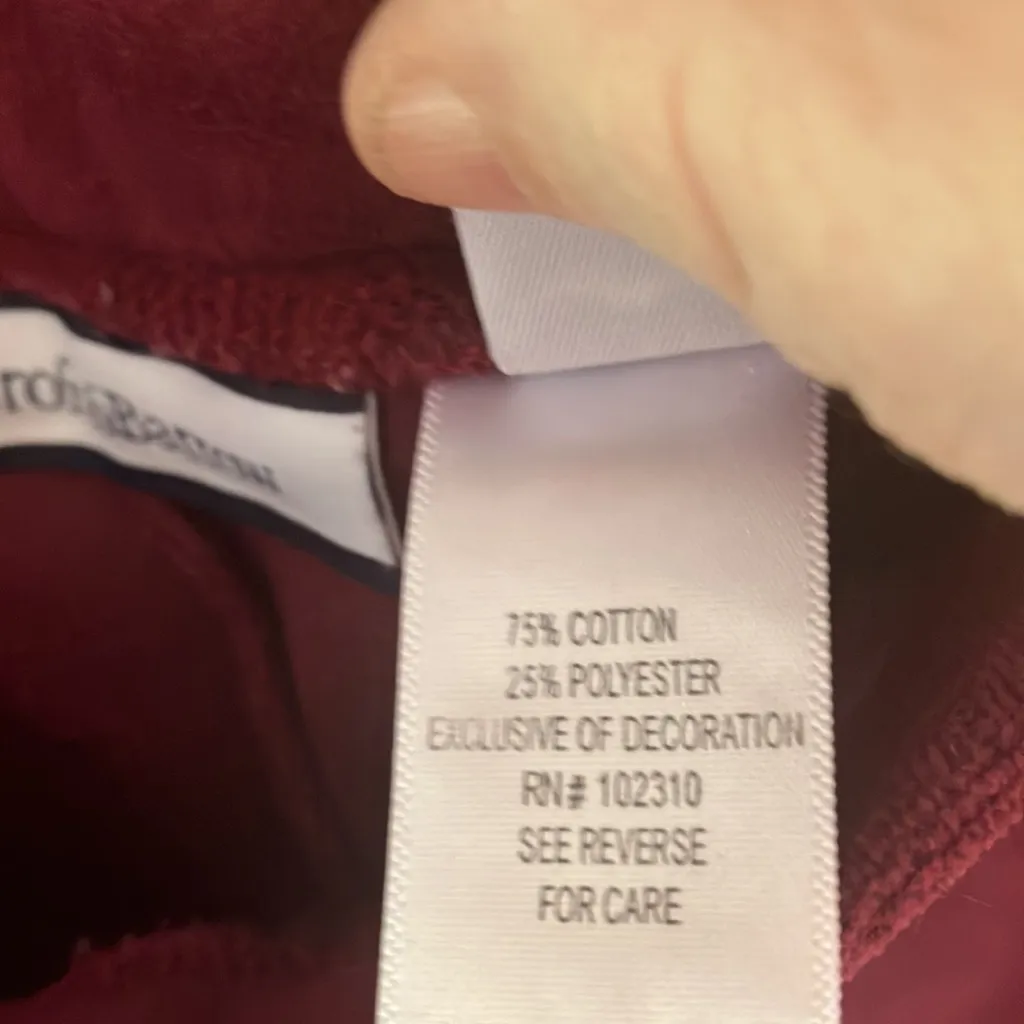 75% COTTON
25% POLYESTER
EXCLUSIVE OF DECORATION
RN# 102310
SEE REVERSE
FOR CARE